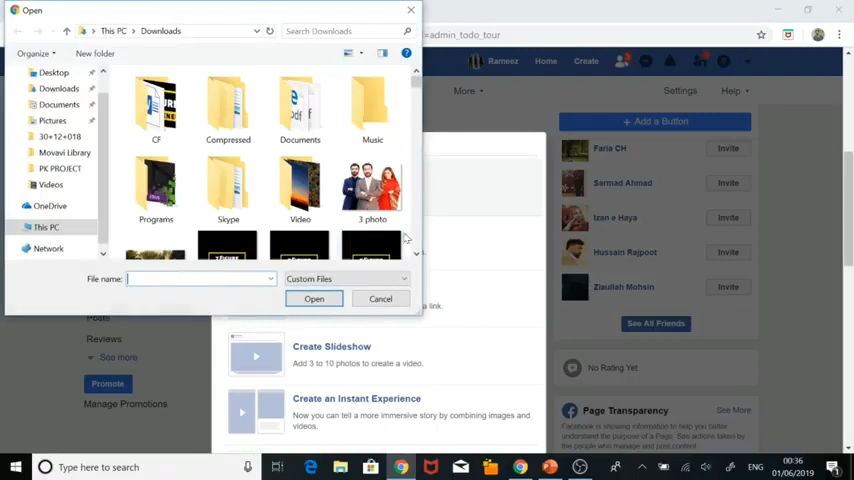 Open
This PC > Downloads
Search Downloads
=admin_todo_tour
Organize
New folder
Desktop
Downloads
Documents
Pictures
30+12+018
Movavi Library
PK PROJECT
Videos
OneDrive
This PC
Network
CF
Compressed
Documents
Music
Programs
Skype
Video
3 photo
File name:
Custom Files
Open
Cancel
Rameez
Home
Create
More
Settings
Help
+ Add a Button
Faria CH
Invite
Sarmad Ahmad
Invite
Izan e Haya
Invite
Hussain Rajpoot
Invite
Ziaullah Mohsin
Invite
See All Friends
No Rating Yet
Page Transparency
See More
Facebook is showing information to help you better
understand the purpose of a Page. See actions taken by
the people who manage and post content.
a link.
Create Slideshow
Add 3 to 10 photos to create a video.
Create an Instant Experience
Now you can tell a more immersive story by combining images and
videos.
Posts
Reviews
See more
Promote
Manage Promotions
Type here to search
ENG
00:36
01/06/2019